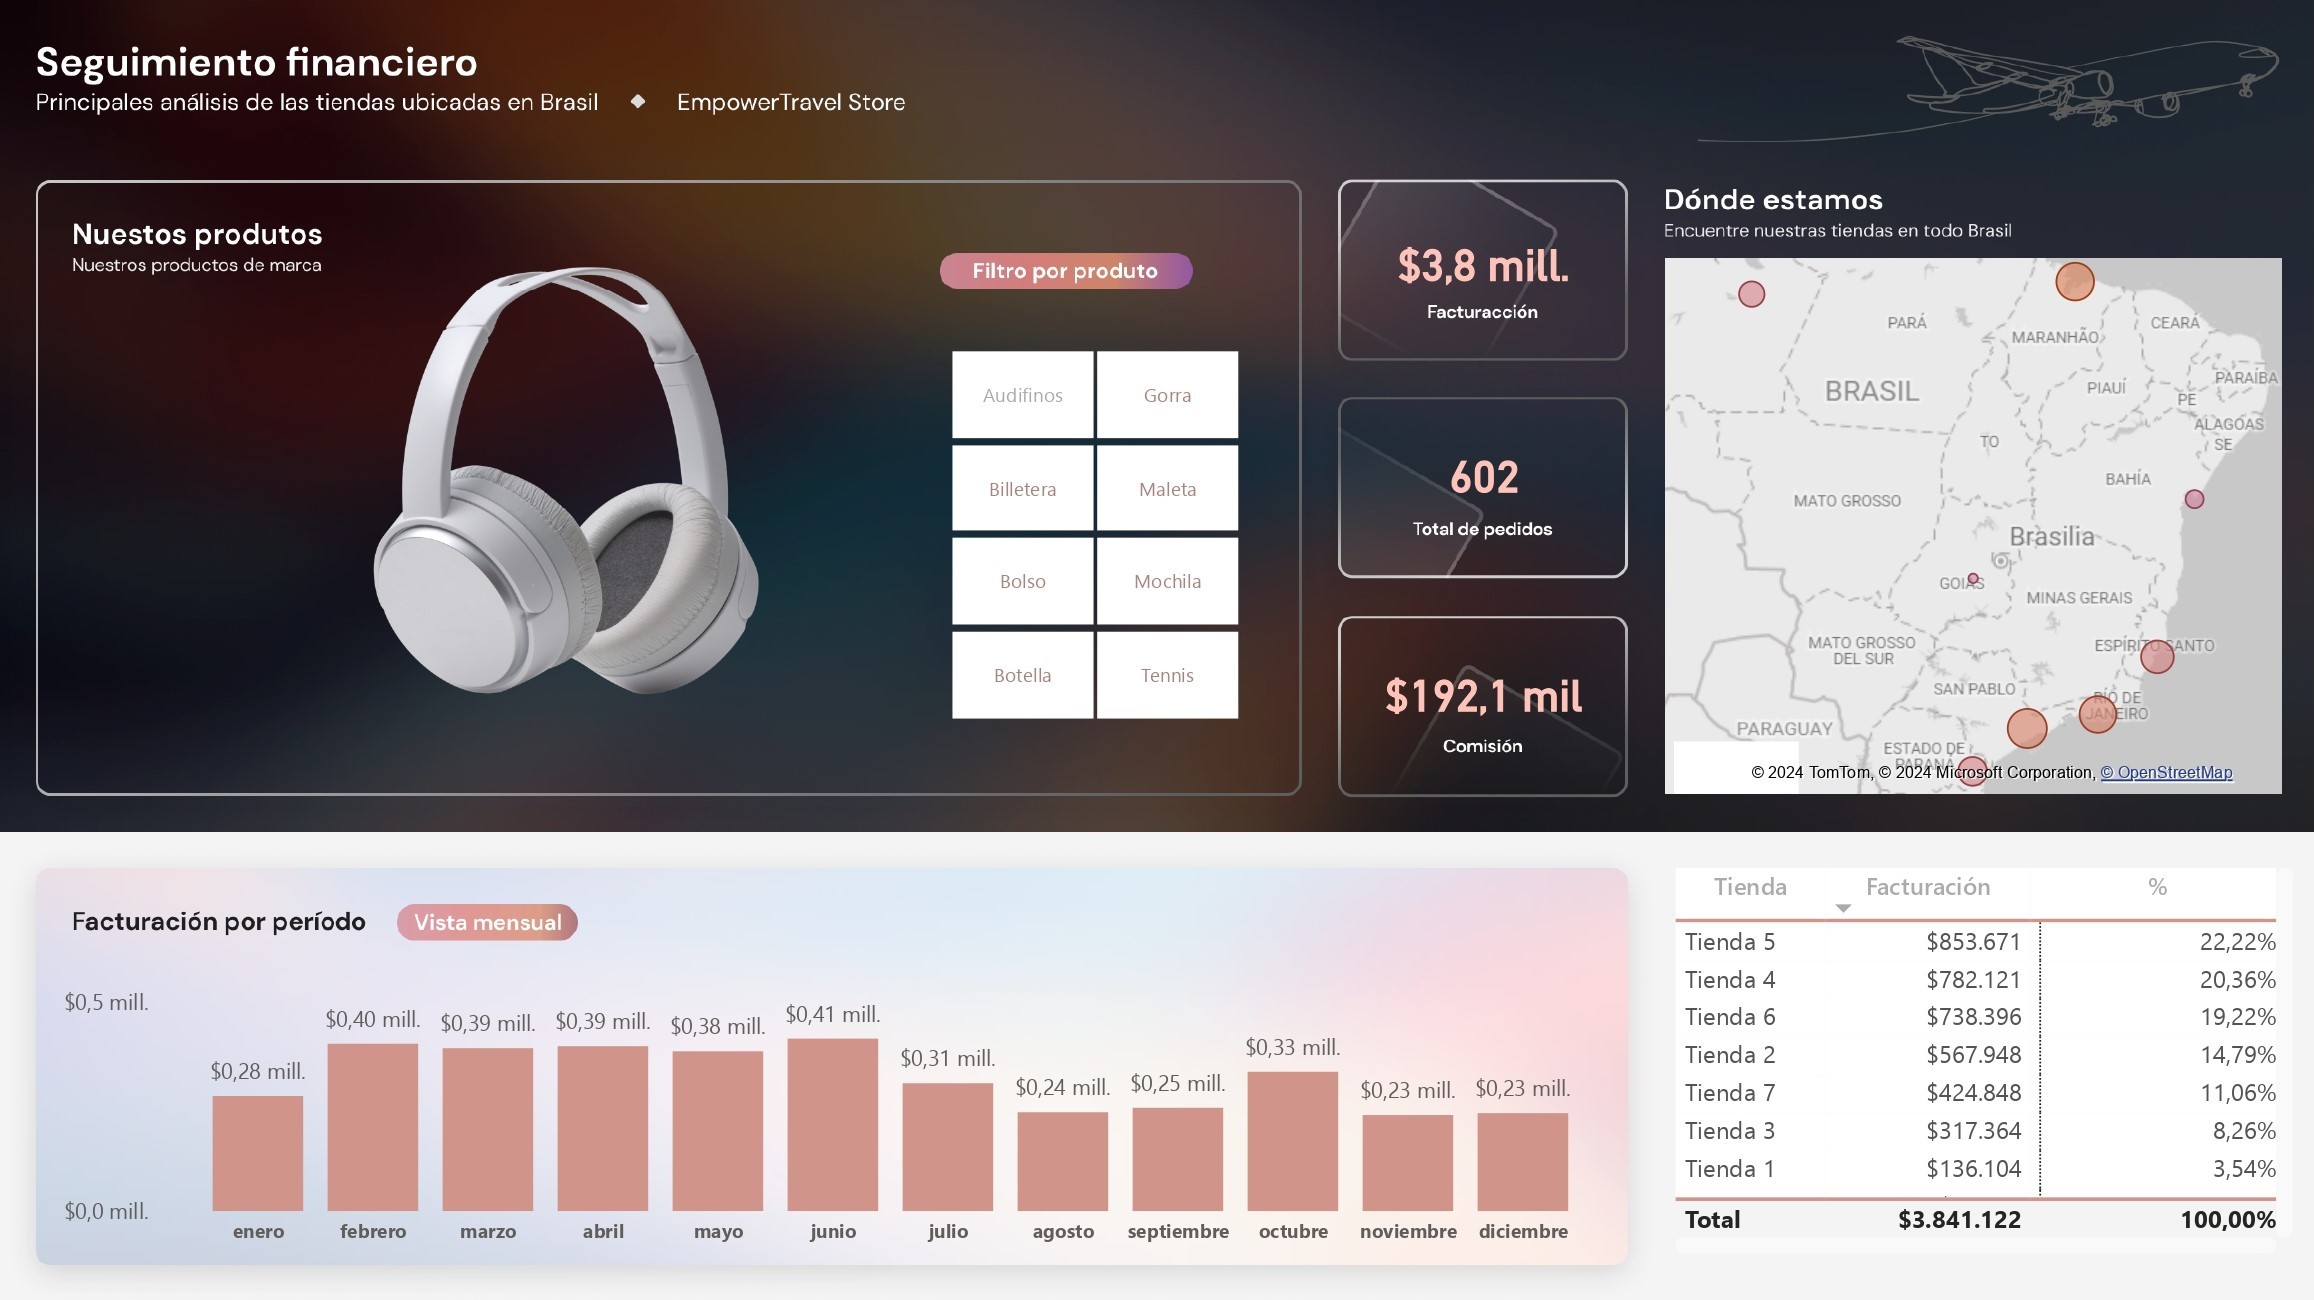 Seguimiento financiero
Principales análisis de las tiendas ubicadas en Brasil ◆ EmpowerTravel Store
Nuestos produtos
Nuestros productos de marca
Filtro por produto
Audifinos
Gorra
Billetera
Maleta
Bolso
Mochila
Botella
Tennis
$3,8 mill.
Facturacción
602
Total de pedidos
$192,1 mil
Comisión
Dónde estamos
Encuentre nuestras tiendas en todo Brasil
PARÁ
CEARÁ
MARANHÃO
PARAÍBA
BRASIL
PIAUÍ
PE
ALAGOAS
TO
SE
BAHÍA
MATO GROSSO
Brasilia
GOIÁS
MINAS GERAIS
MATO GROSSO
DEL SUR
ESPÍRITO SANTO
SAN PABLO
RÍO DE
JANEIRO
PARAGUAY
ESTADO DE
PARANÁ
© 2024 TomTom, © 2024 Microsoft Corporation, © OpenStreetMap
Facturación por período Vista mensual
$0,5 mill.
$0,0 mill.
$0,28 mill.
$0,40 mill.
$0,39 mill.
$0,39 mill.
$0,38 mill.
$0,41 mill.
$0,31 mill.
$0,24 mill.
$0,25 mill.
$0,33 mill.
$0,23 mill.
$0,23 mill.
enero febrero marzo abril mayo junio julio agosto septiembre octubre noviembre diciembre
Tienda Facturación %
Tienda 5 $853.671 22,22%
Tienda 4 $782.121 20,36%
Tienda 6 $738.396 19,22%
Tienda 2 $567.948 14,79%
Tienda 7 $424.848 11,06%
Tienda 3 $317.364 8,26%
Tienda 1 $136.104 3,54%
Total $3.841.122 100,00%